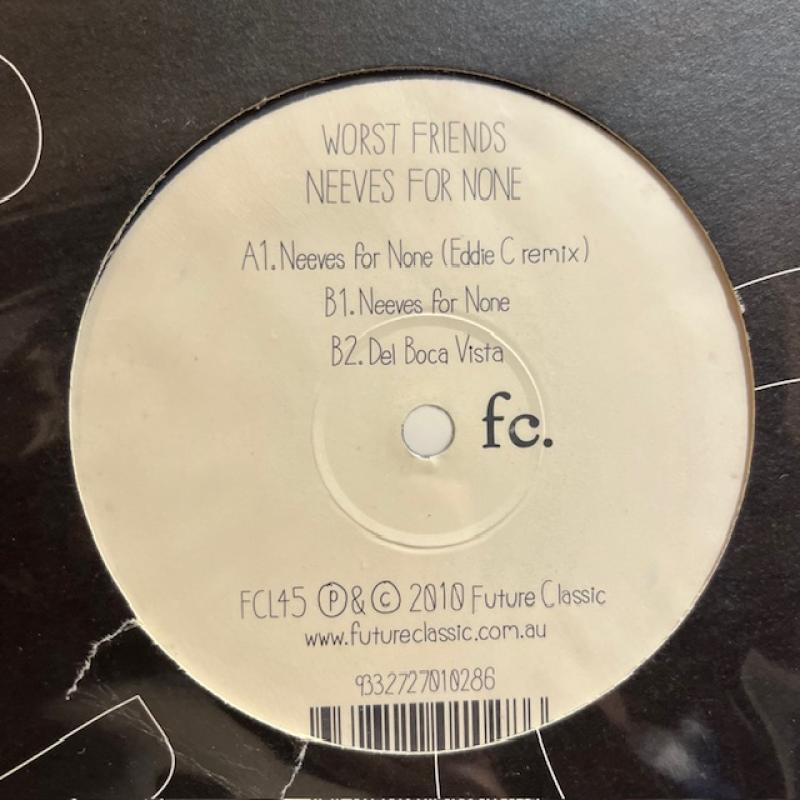 WORST FRIENDS
NEEVES FOR NONE
A1. Neeves for None (Eddie C remix)
B1. Neeves for None
B2. Del Boca Vista
fc.
FCL45 Ⓟ & © 2010 Future Classic
www.futureclassic.com.au
9332727010286